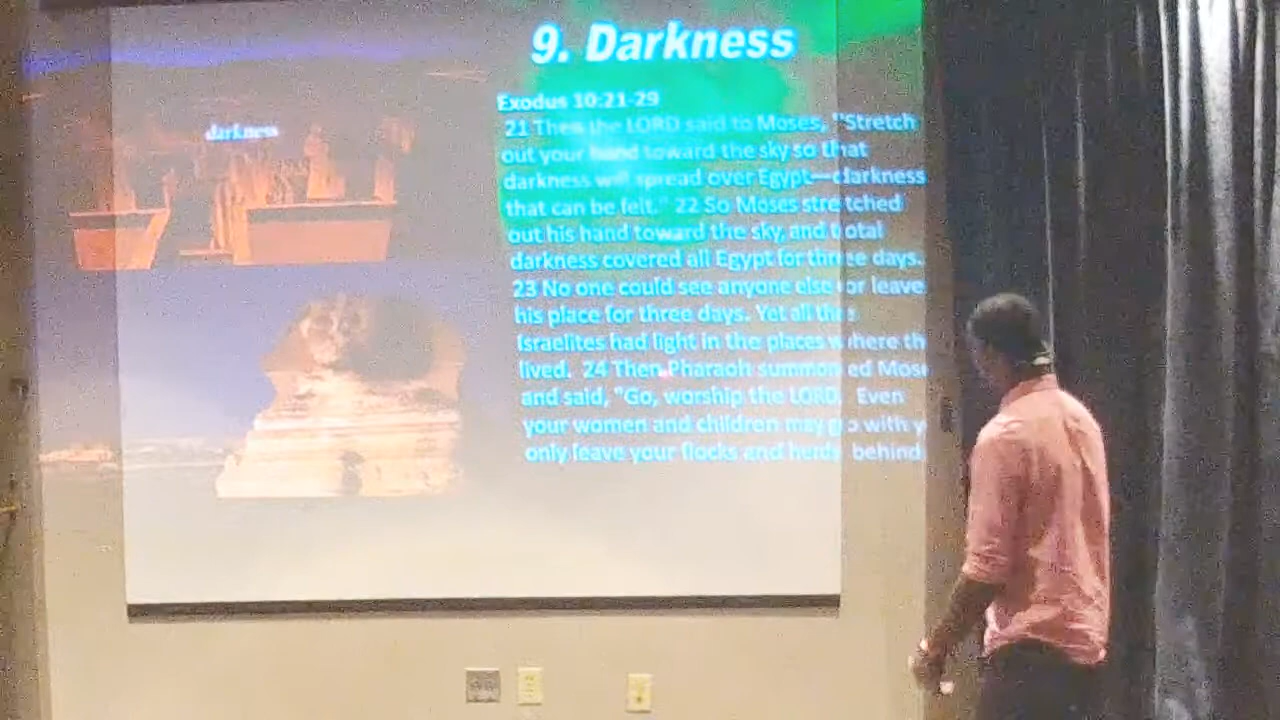 9. Darkness
darkness
Exodus 10:21-29
21 Then the LORD said to Moses, "Stretch
out your hand toward the sky so that
darkness will spread over Egypt—darkness
that can be felt." 22 So Moses stretched
out his hand toward the sky, and total
darkness covered all Egypt for three days.
23 No one could see anyone else or leave
his place for three days. Yet all the
Israelites had light in the places where th
lived. 24 Then Pharaoh summoned Mose
and said, "Go, worship the LORD. Even
your women and children may go with y
only leave your flocks and herds behind